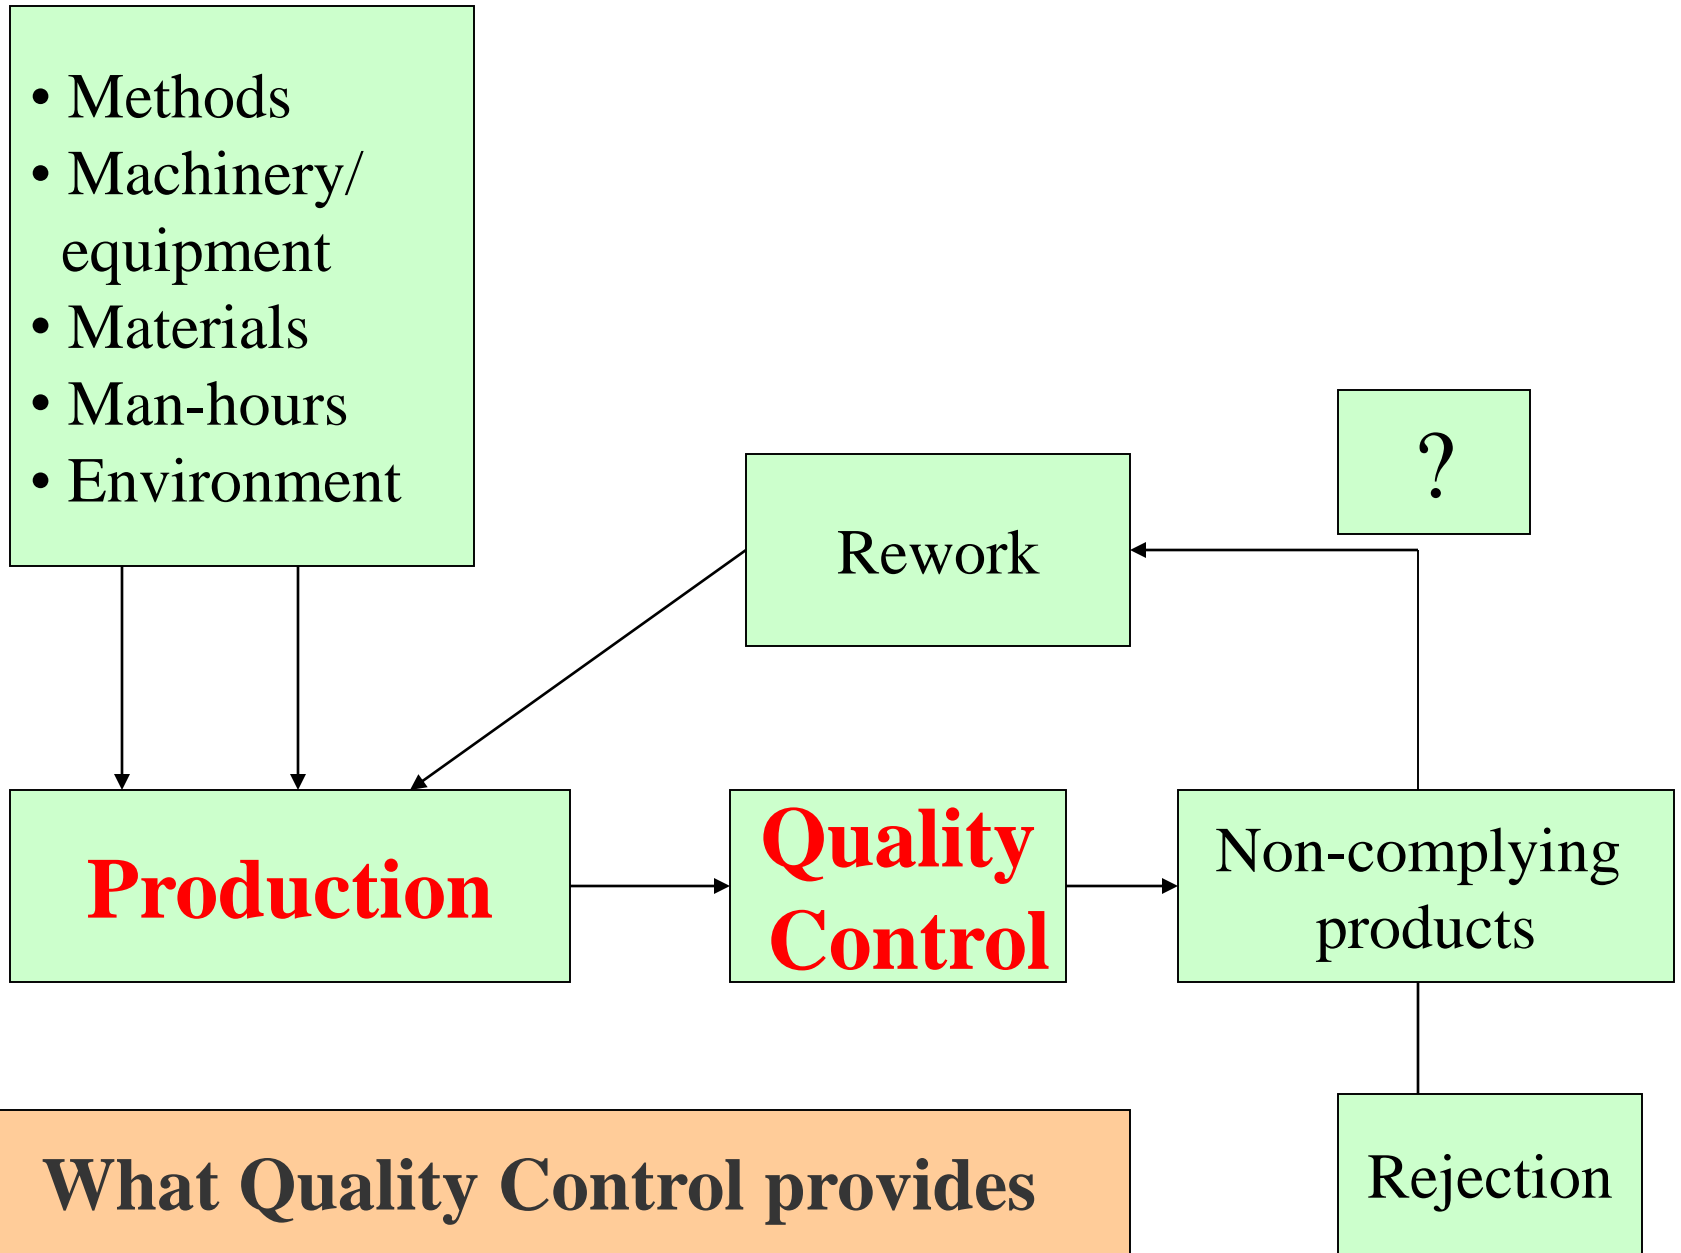 • Methods
• Machinery/
equipment
• Materials
• Man-hours
• Environment
?
Rework
Production
Quality
Control
Non-complying
products
What Quality Control provides
Rejection